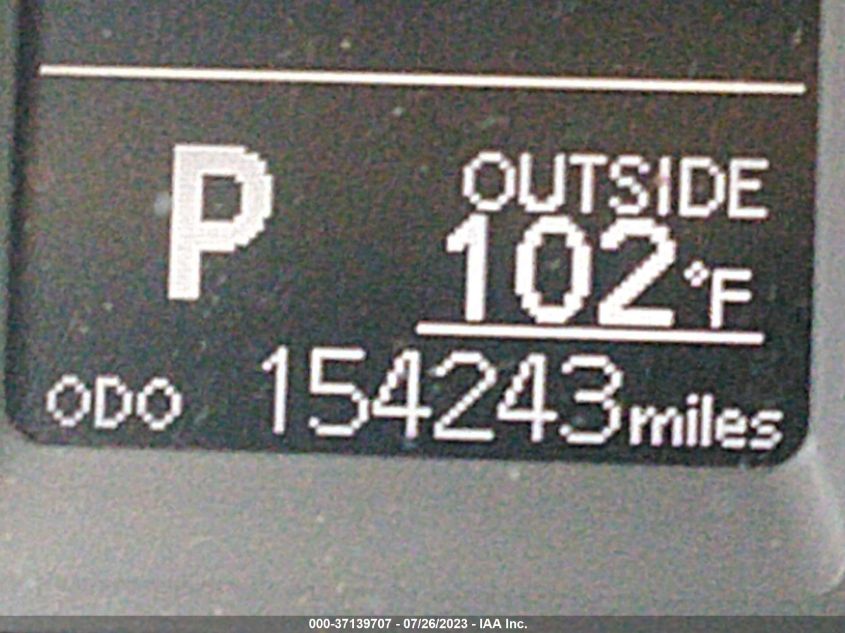 P
OUTSIDE
102°F
ODO 154243miles
000-37139707 - 07/26/2023 - IAA Inc.